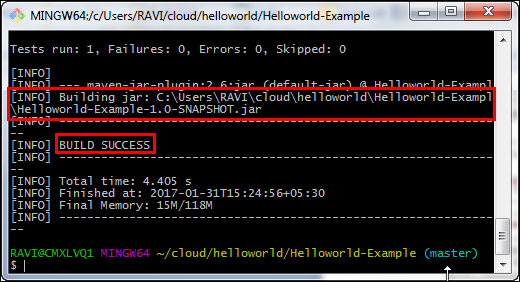 MINGW64:/c/Users/RAVI/cloud/helloworld/Helloworld-Example
Tests run: 1, Failures: 0, Errors: 0, Skipped: 0
[INFO]
[INFO] --- maven-jar-plugin:2.6:jar (default-jar) @ Helloworld-Exampl
[INFO] Building jar: C:\Users\RAVI\cloud\helloworld\Helloworld-Exampl
\Helloworld-Example-1.0-SNAPSHOT.jar
[INFO] ----------------------------------------------------------------
--
[INFO] BUILD SUCCESS
[INFO] ----------------------------------------------------------------
--
[INFO] Total time: 4.405 s
[INFO] Finished at: 2017-01-31T15:24:56+05:30
[INFO] Final Memory: 15M/118M
[INFO] ----------------------------------------------------------------
--
RAVI@CMXLVQ1 MINGW64 ~/cloud/helloworld/Helloworld-Example (master)
$